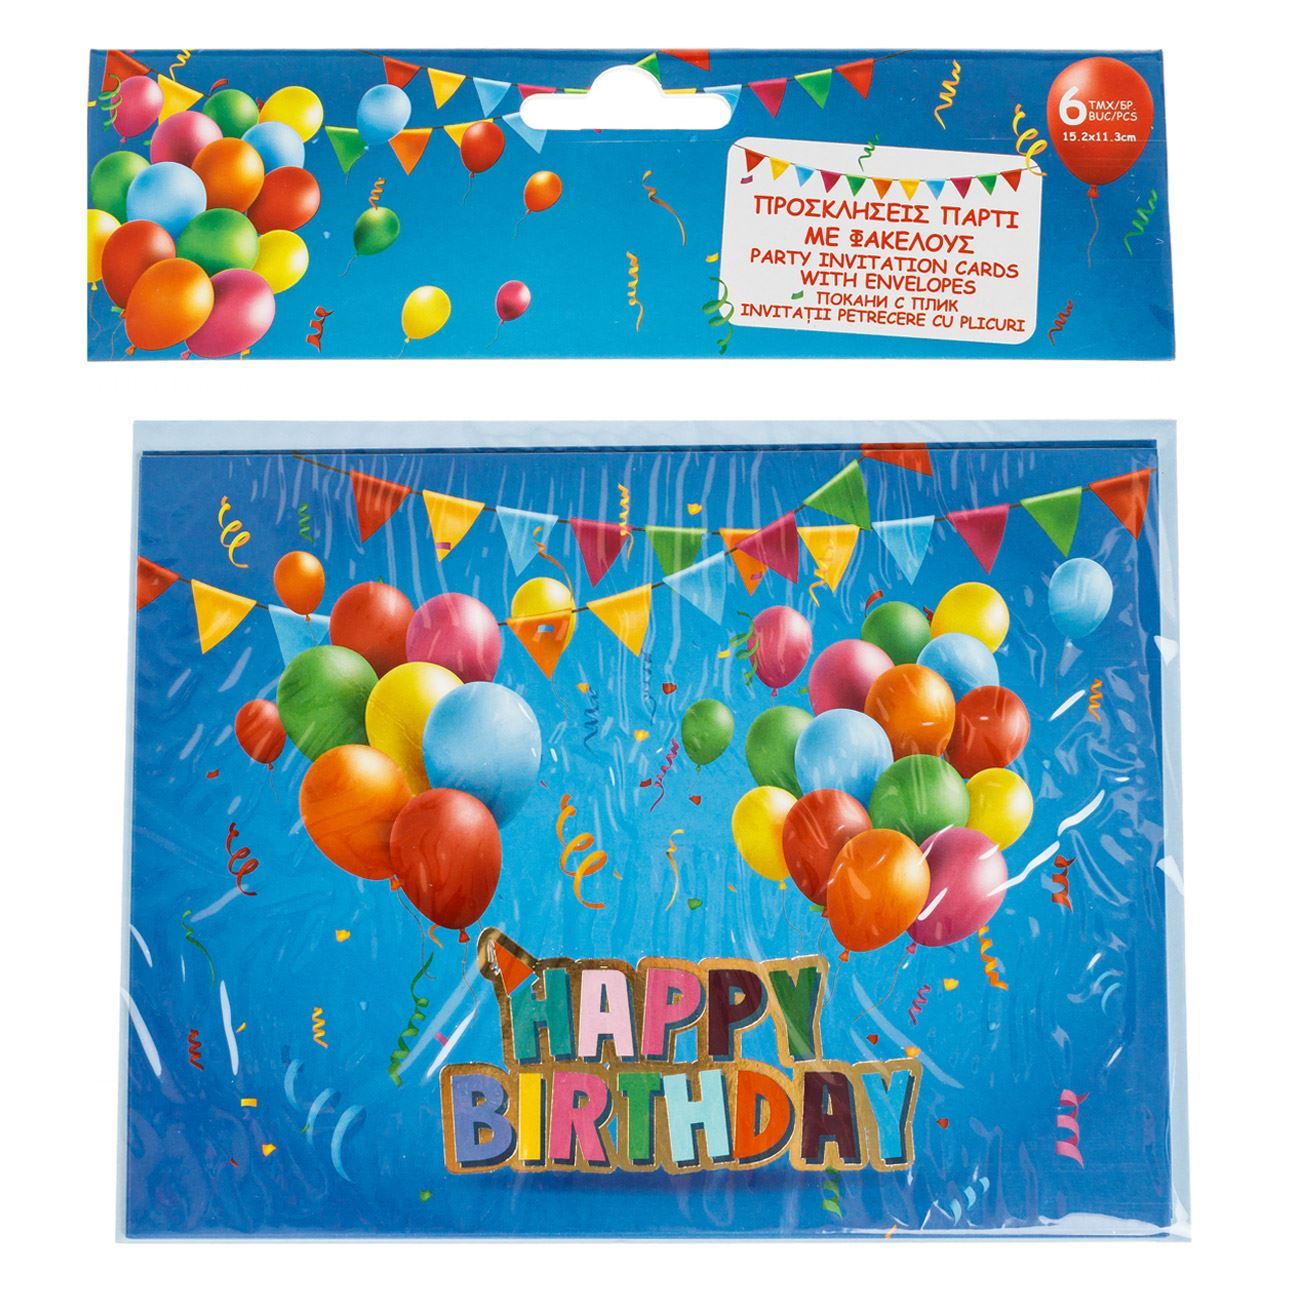 6 ΤΜΧ/БР.
BUC/PCS
15.2x11.3cm
ΠΡΟΣΚΛΗΣΕΙΣ ΠΑΡΤΙ
ΜΕ ΦΑΚΕΛΟΥΣ
PARTY INVITATION CARDS
WITH ENVELOPES
ПОКАНИ С ПЛИК
INVITAȚII PETRECERE CU PLICURI
HAPPY
BIRTHDAY